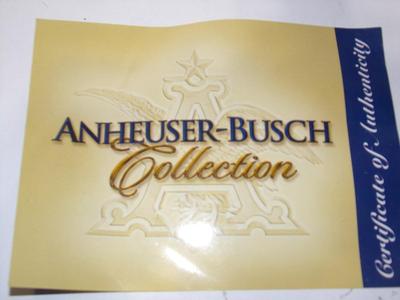 ANHEUSER-BUSCH
Collection
Certificate of Authenticity